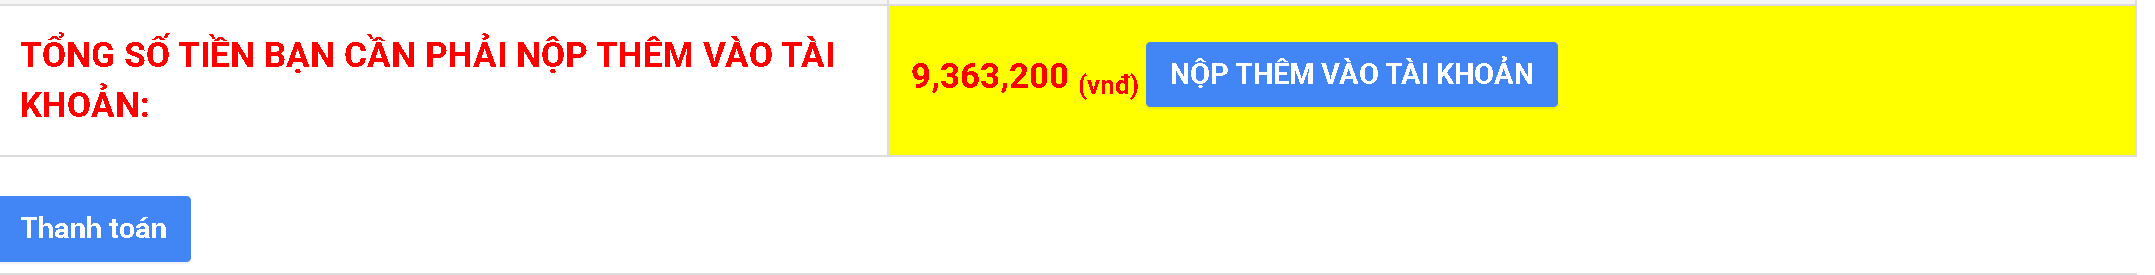 TỔNG SỐ TIỀN BẠN CẦN PHẢI NỘP THÊM VÀO TÀI
KHOẢN:
9,363,200 (vnđ) NỘP THÊM VÀO TÀI KHOẢN
Thanh toán